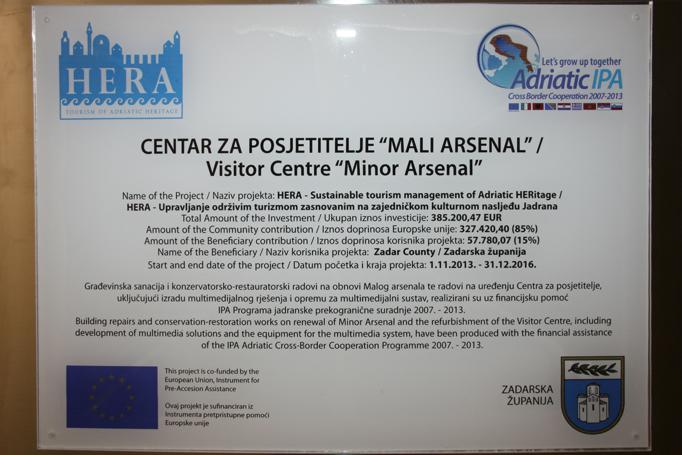 HERA
TOURISM OF ADRIATIC HERITAGE
Let's grow up together
Adriatic IPA
Cross Border Cooperation 2007-2013
CENTAR ZA POSJETITELJE “MALI ARSENAL” /
Visitor Centre “Minor Arsenal”
Name of the Project / Naziv projekta: HERA - Sustainable tourism management of Adriatic HERitage /
HERA - Upravljanje održivim turizmom zasnovanim na zajedničkom kulturnom nasljeđu Jadrana
Total Amount of the Investment / Ukupan iznos investicije: 385.200,47 EUR
Amount of the Community contribution / Iznos doprinosa Europske unije: 327.420,40 (85%)
Amount of the Beneficiary contribution / Iznos doprinosa korisnika projekta: 57.780,07 (15%)
Name of the Beneficiary / Naziv korisnika projekta: Zadar County / Zadarska županija
Start and end date of the project / Datum početka i kraja projekta: 1.11.2013. - 31.12.2016.
Građevinska sanacija i konzervatorsko-restauratorski radovi na obnovi Malog arsenala te radovi na uređenju Centra za posjetitelje,
uključujući izradu multimedijalnog rješenja i opremu za multimedijalni sustav, realizirani su uz financijsku pomoć
IPA Programa jadranske prekogranične suradnje 2007. - 2013.
Building repairs and conservation-restoration works on renewal of Minor Arsenal and the refurbishment of the Visitor Centre, including
development of multimedia solutions and the equipment for the multimedia system, have been produced with the financial assistance
of the IPA Adriatic Cross-Border Cooperation Programme 2007. - 2013.
This project is co-funded by the
European Union, Instrument for
Pre-Accesion Assistance
Ovaj projekt je sufinanciran iz
Instrumenta pretpristupne pomoći
Europske unije
ZADARSKA
ŽUPANIJA